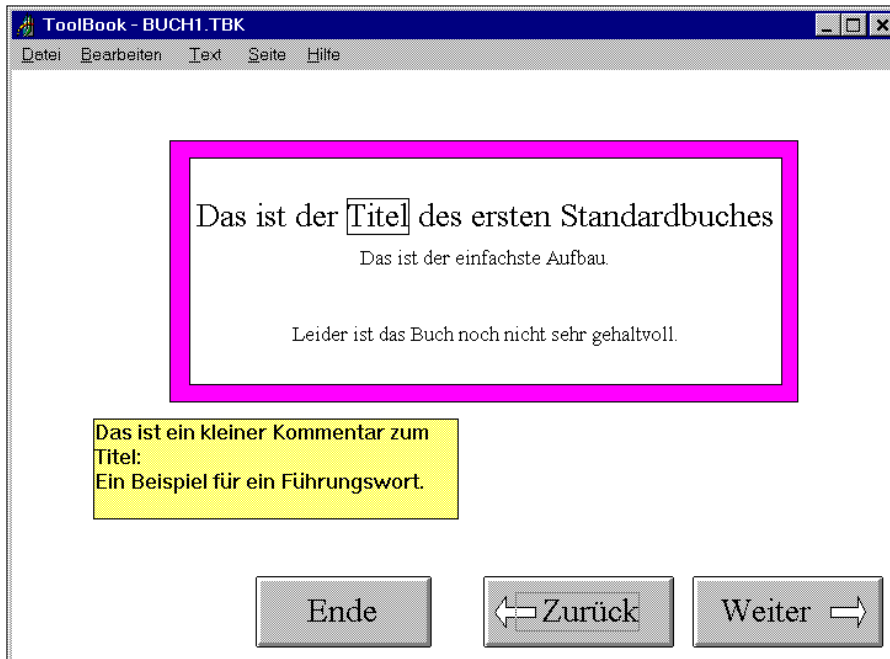 ToolBook - BUCH1.TBK
Datei Bearbeiten Text Seite Hilfe
Das ist der Titel des ersten Standardbuches
Das ist der einfachste Aufbau.
Leider ist das Buch noch nicht sehr gehaltvoll.
Das ist ein kleiner Kommentar zum
Titel:
Ein Beispiel für ein Führungswort.
Ende Zurück Weiter